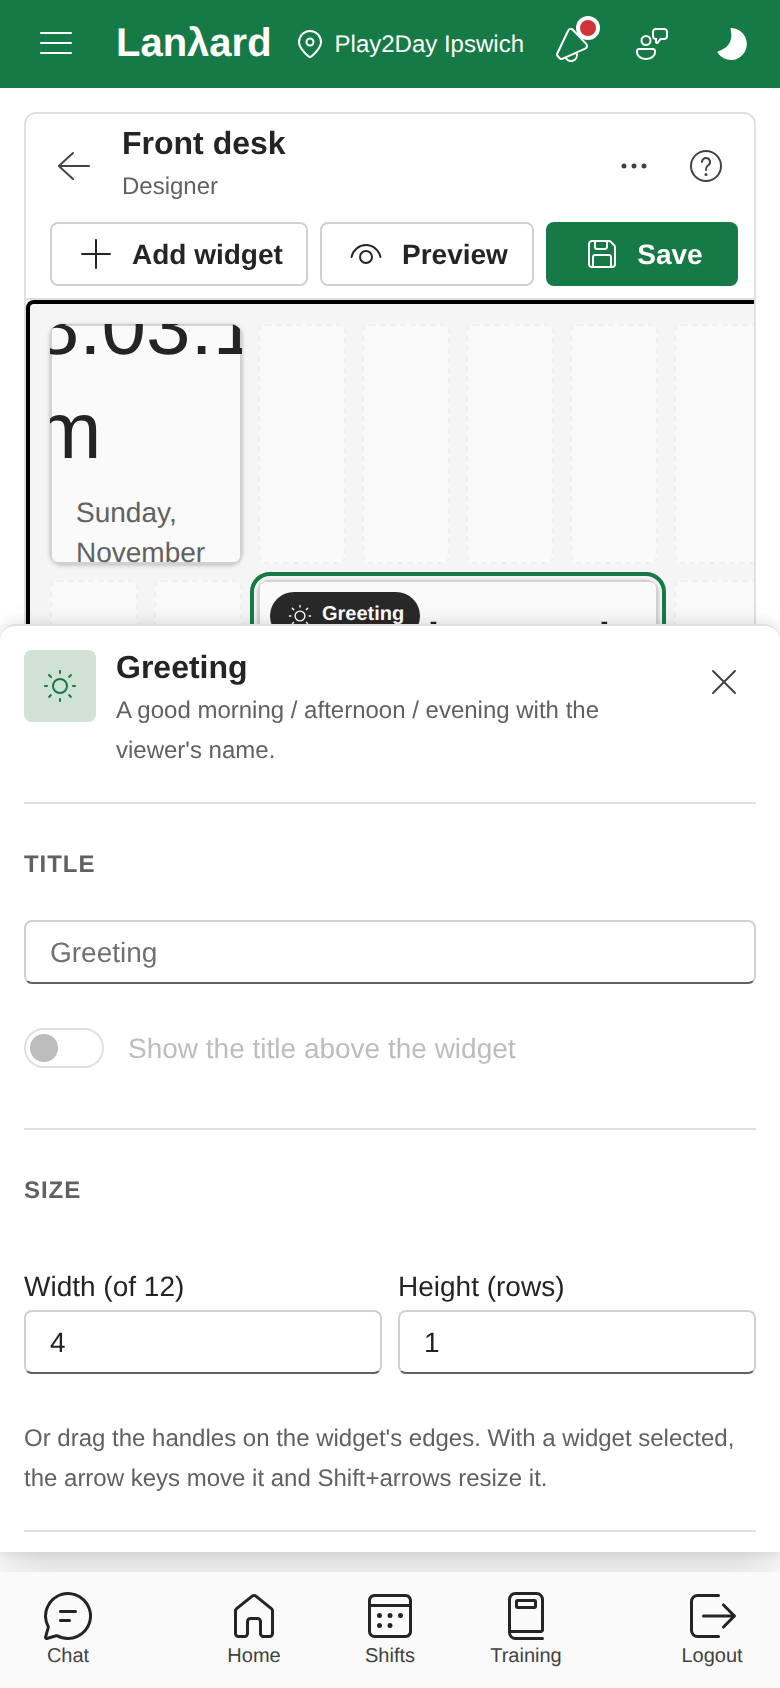 Lanλard
Play2Day Ipswich
Front desk
Designer
Add widget
Preview
Save
m
Sunday,
November
Greeting
Greeting
A good morning / afternoon / evening with the
viewer's name.
TITLE
Greeting
Show the title above the widget
SIZE
Width (of 12)
Height (rows)
4
1
Or drag the handles on the widget's edges. With a widget selected,
the arrow keys move it and Shift+arrows resize it.
Chat
Home
Shifts
Training
Logout